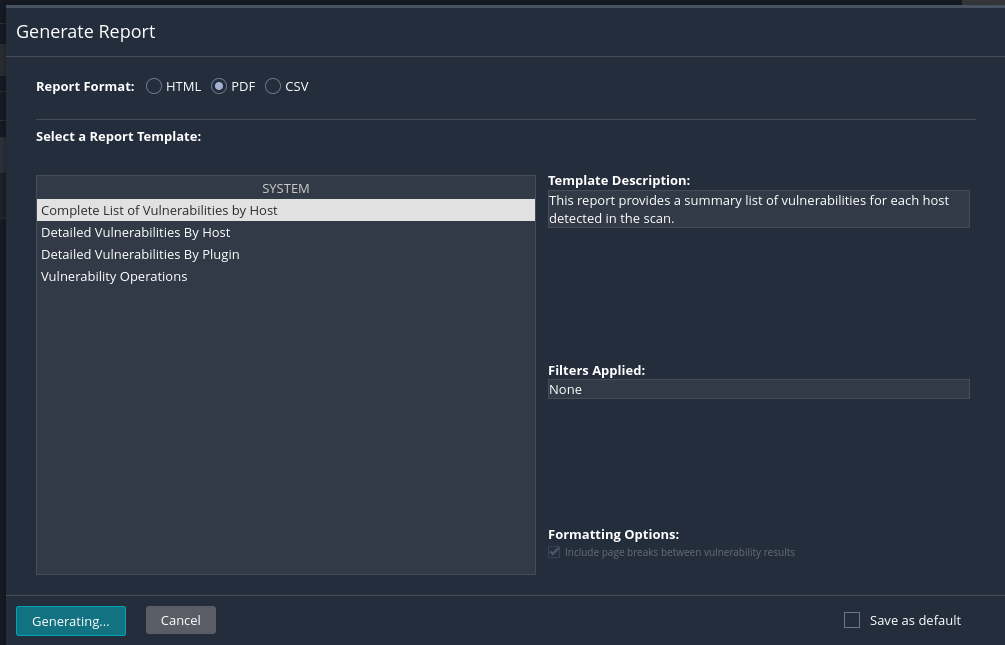 Generate Report
Report Format: HTML PDF CSV
Select a Report Template:
SYSTEM
Complete List of Vulnerabilities by Host
Detailed Vulnerabilities By Host
Detailed Vulnerabilities By Plugin
Vulnerability Operations
Template Description:
This report provides a summary list of vulnerabilities for each host
detected in the scan.
Filters Applied:
None
Formatting Options:
Include page breaks between vulnerability results
Generating...
Cancel
Save as default